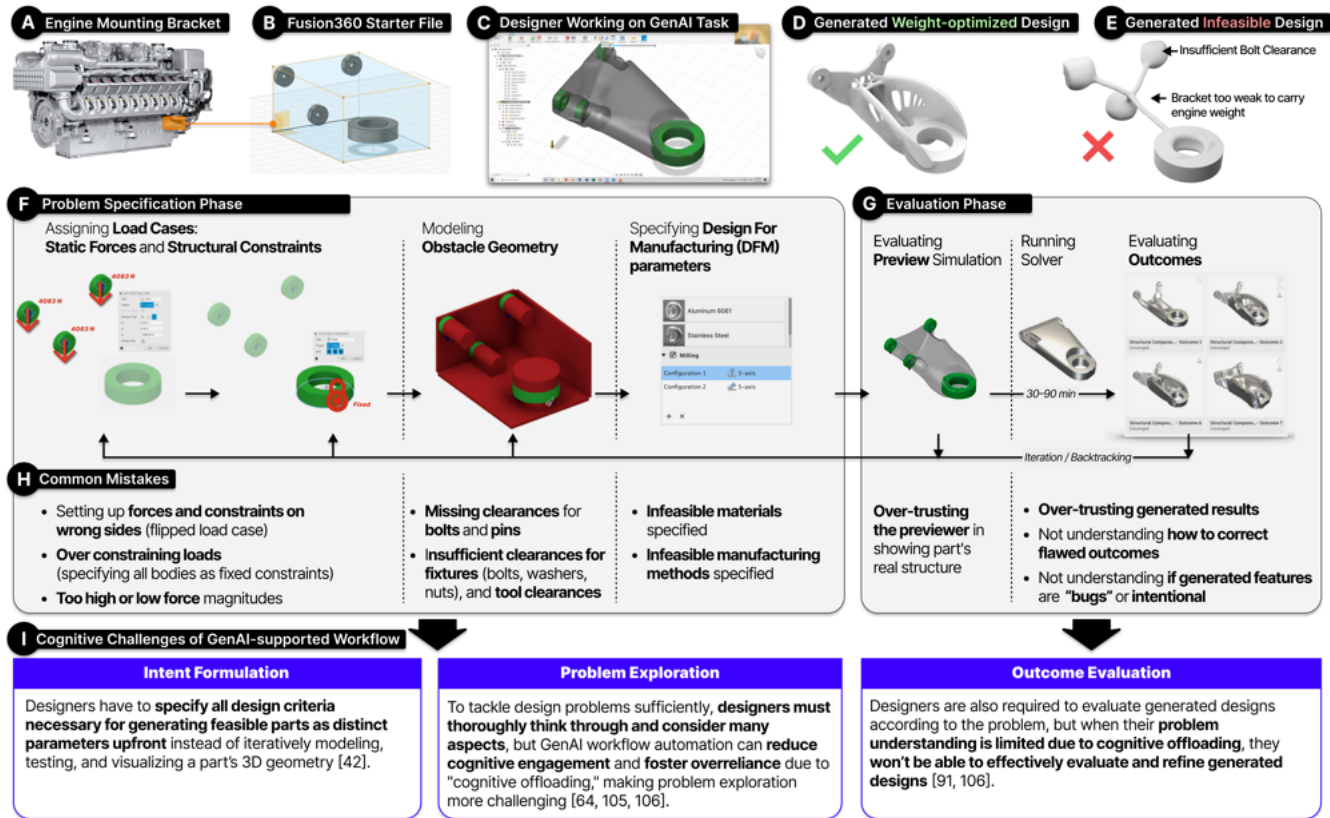 A Engine Mounting Bracket
B Fusion360 Starter File
C Designer Working on GenAI Task
D Generated Weight-optimized Design
E Generated Infeasible Design
Insufficient Bolt Clearance
Bracket too weak to carry
engine weight
F Problem Specification Phase
Assigning Load Cases:
Static Forces and Structural Constraints
4083 N
4083 N
4083 N
Fixed
Modeling
Obstacle Geometry
Specifying Design For
Manufacturing (DFM)
parameters
Aluminum 6061
Stainless Steel
Milling
Configuration 1 3-axis
Configuration 2 5-axis
G Evaluation Phase
Evaluating
Preview Simulation
Running
Solver
30-90 min
Evaluating
Outcomes
Structural Compone... - Outcome 1
Converged
Structural Compone... - Outcome 2
Converged
Structural Compon... - Outcome 6
Converged
Structural Compone... - Outcome 7
Converged
Iteration / Backtracking
H Common Mistakes
• Setting up forces and constraints on
wrong sides (flipped load case)
• Over constraining loads
(specifying all bodies as fixed constraints)
• Too high or low force magnitudes
• Missing clearances for
bolts and pins
• Insufficient clearances for
fixtures (bolts, washers,
nuts), and tool clearances
• Infeasible materials
specified
• Infeasible manufacturing
methods specified
Over-trusting
the previewer in
showing part's
real structure
• Over-trusting generated results
• Not understanding how to correct
flawed outcomes
• Not understanding if generated features
are "bugs" or intentional
I Cognitive Challenges of GenAI-supported Workflow
Intent Formulation
Designers have to specify all design criteria
necessary for generating feasible parts as distinct
parameters upfront instead of iteratively modeling,
testing, and visualizing a part's 3D geometry [42].
Problem Exploration
To tackle design problems sufficiently, designers must
thoroughly think through and consider many
aspects, but GenAI workflow automation can reduce
cognitive engagement and foster overreliance due to
"cognitive offloading," making problem exploration
more challenging [64, 105, 106].
Outcome Evaluation
Designers are also required to evaluate generated designs
according to the problem, but when their problem
understanding is limited due to cognitive offloading, they
won't be able to effectively evaluate and refine generated
designs [91, 106].